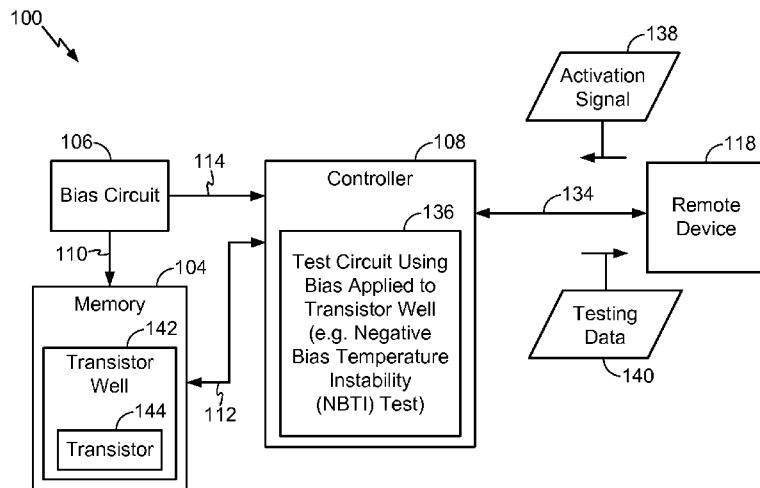 100
138
Activation
Signal
106
Bias Circuit
114
108
Controller
118
Remote
Device
134
136
Test Circuit Using
Bias Applied to
Transistor Well
(e.g. Negative
Bias Temperature
Instability
(NBTI) Test)
110
104
Memory
142
Transistor
Well
144
Transistor
112
Testing
Data
140